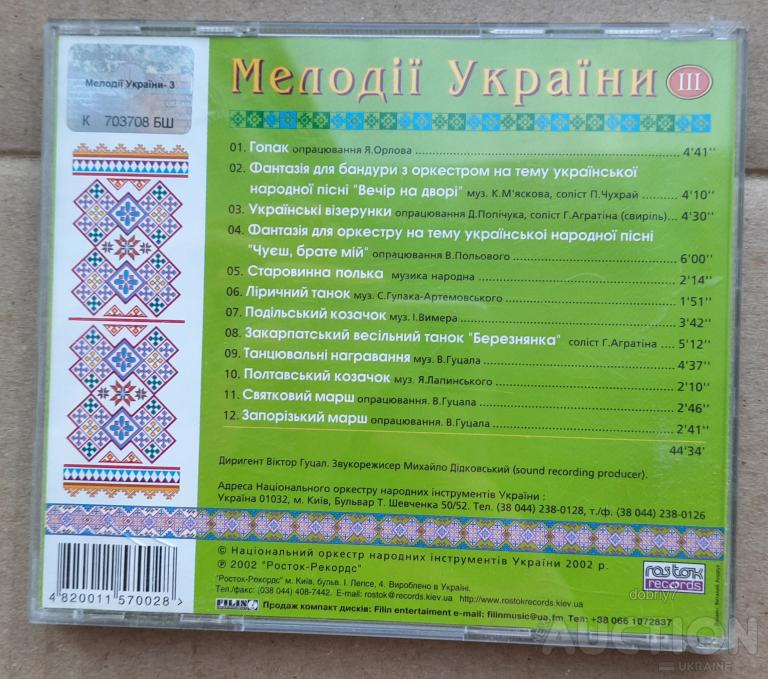 Мелодії України- 3
К 703708 БШ
Мелодії України III
01. Гопак опрацювання Я.Орлова 4'41''
02. Фантазія для бандури з оркестром на тему української
народної пісні "Вечір на дворі" муз. К.М'яскова, соліст П.Чухрай 4'10''
03. Українські візерунки опрацювання Д.Попічука, соліст Г.Агратіна (свиріль) 4'30''
04. Фантазія для оркестру на тему української народної пісні
"Чуєш, брате мій" опрацювання В.Польового 6'00''
05. Старовинна полька музика народна 2'14''
06. Ліричний танок муз. С.Гулака-Артемовського 1'51''
07. Подільський козачок муз. І.Вимера 3'42''
08. Закарпатський весільний танок "Березнянка" соліст Г.Агратіна 5'12''
09. Танцювальні награвання муз. В.Гуцала 4'37''
10. Полтавський козачок муз. Я.Лапинського 2'10''
11. Святковий марш опрацювання. В.Гуцала 2'46''
12. Запорізький марш опрацювання. В.Гуцала 2'41''
44'34'
Диригент Віктор Гуцал. Звукорежисер Михайло Дідковський (sound recording producer).
Адреса Національного оркестру народних інструментів України :
Україна 01032, м. Київ, Бульвар Т. Шевченка 50/52. Тел. (38 044) 238-0128, т./ф. (38 044) 238-0126
© Національний оркестр народних інструментів України 2002 р.
℗ 2002 "Росток-Рекордс"
"Росток-Рекордс" м. Київ, бульв. І. Лепсе, 4. Вироблено в Україні.
Тел./факс: (038 044) 408-7442. E-mail: rostok@records.kiev.ua http://www.rostokrecords.kiev.ua
FILIN Продаж компакт дисків: Filin entertaiment e-mail: filinmusic@ua.fm, Tel: +38 066 1072837
rostok
records
4 820011 570028 >
dobriy7
AUCTION
UKRAINE